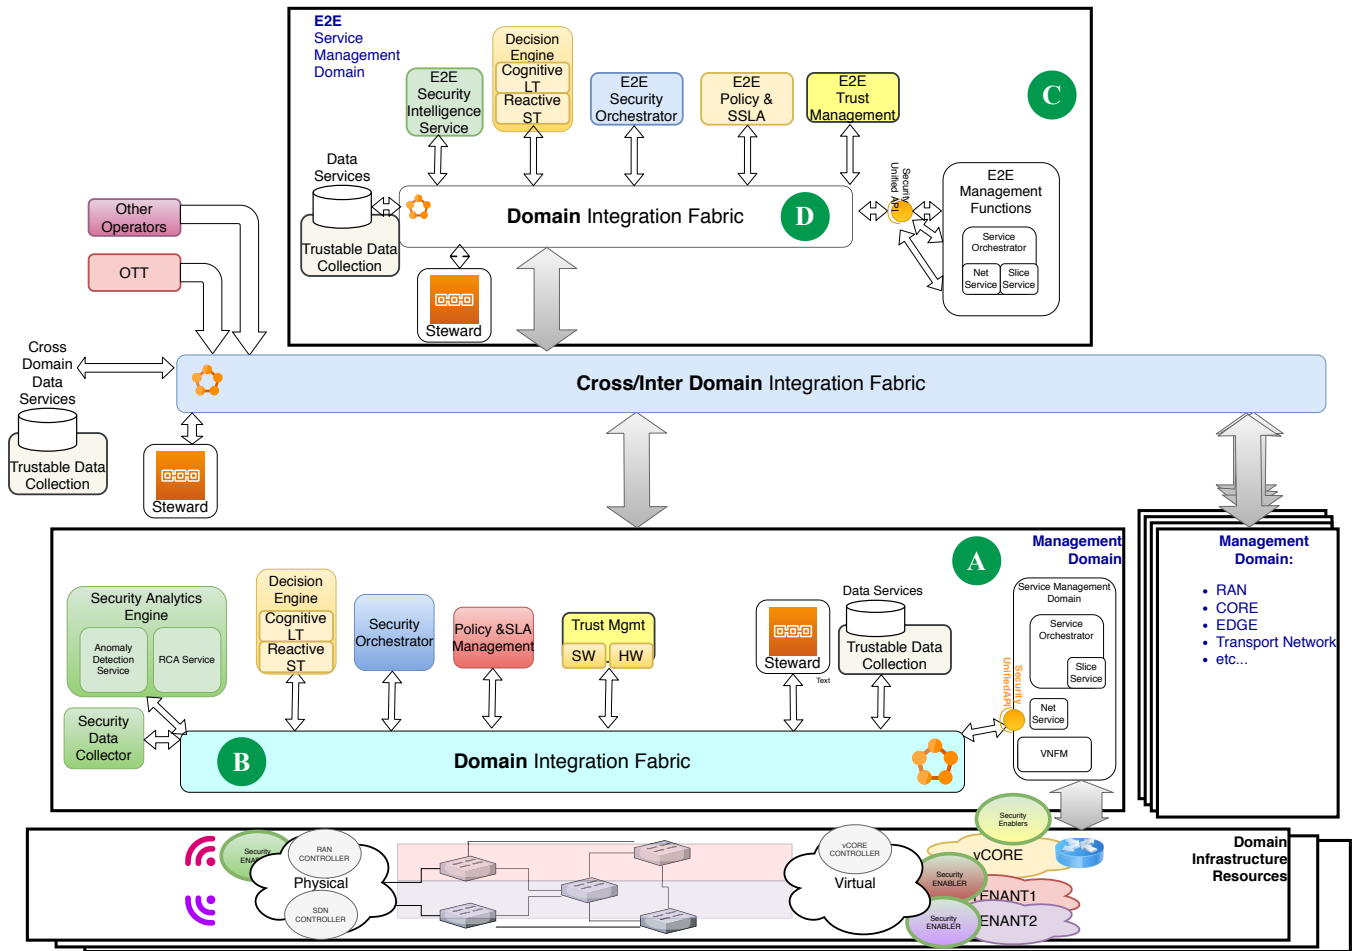 E2E
Service
Management
Domain
E2E
Security
Intelligence
Service
Decision
Engine
Cognitive
LT
Reactive
ST
E2E
Security
Orchestrator
E2E
Policy &
SSLA
E2E
Trust
Management
C
Data
Services
Trustable Data
Collection
Domain Integration Fabric
D
Security
Unified API
E2E
Management
Functions
Service
Orchestrator
Net
Service
Slice
Service
Steward
Other
Operators
OTT
Cross
Domain
Data
Services
Trustable Data
Collection
Cross/Inter Domain Integration Fabric
Steward
A
Management
Domain
Security Analytics
Engine
Anomaly
Detection
Service
RCA Service
Security
Data
Collector
Decision
Engine
Cognitive
LT
Reactive
ST
Security
Orchestrator
Policy &SLA
Management
Trust Mgmt
SW
HW
Steward
Text
Data Services
Trustable Data
Collection
Security
UnifiedAPI
Service Management
Domain
Service
Orchestrator
Slice
Service
Net
Service
VNFM
B
Domain Integration Fabric
Management
Domain:
• RAN
• CORE
• EDGE
• Transport Network
• etc...
Security
RAN
CONTROLLER
Physical
SDN
CONTROLLER
vCORE
CONTROLLER
Virtual
Security
Enablers
vCORE
Security
ENABLER
TENANT1
Security
ENABLER
ENANT2
Domain
Infrastructure
Resources